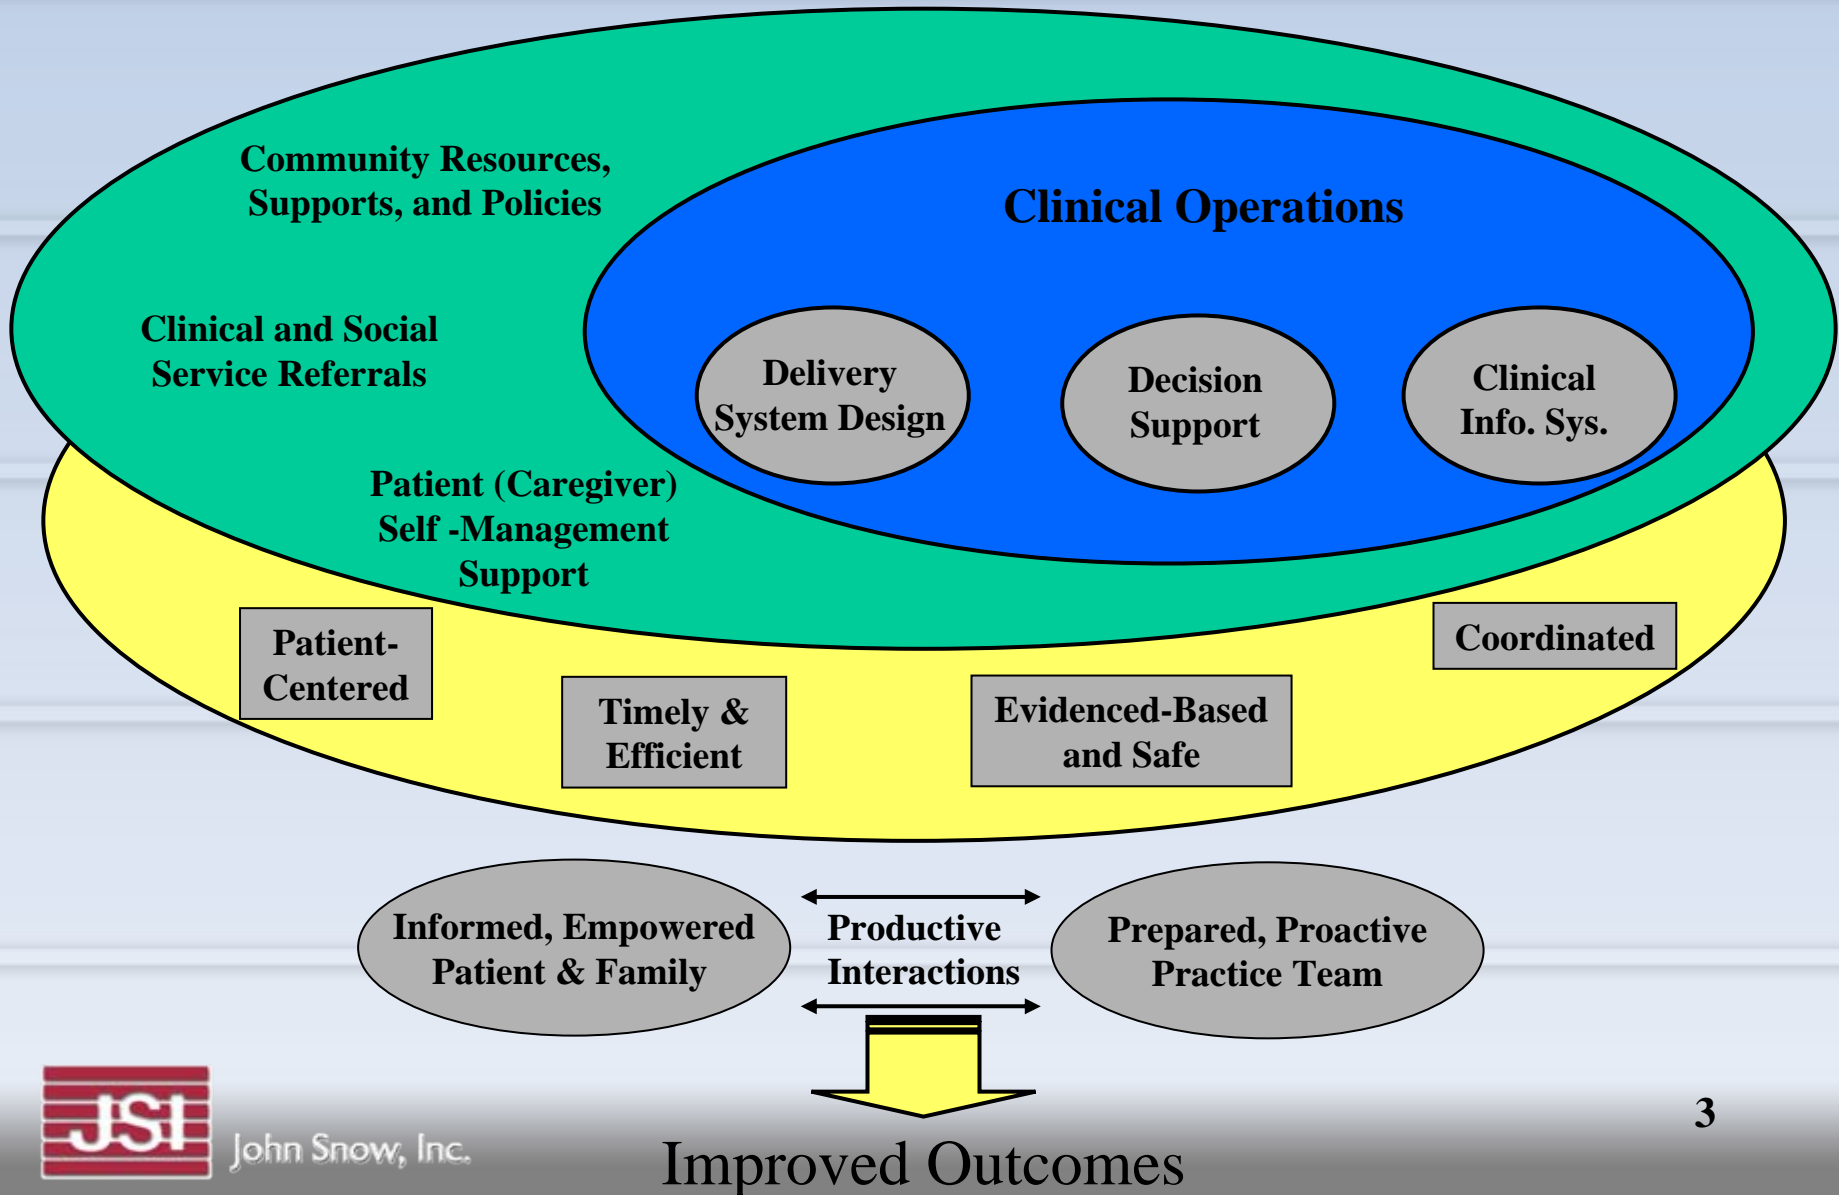 Community Resources,
Supports, and Policies
Clinical Operations
Clinical and Social
Service Referrals
Delivery
System Design
Decision
Support
Clinical
Info. Sys.
Patient (Caregiver)
Self -Management
Support
Patient-
Centered
Timely &
Efficient
Evidenced-Based
and Safe
Coordinated
Informed, Empowered
Patient & Family
Productive
Interactions
Prepared, Proactive
Practice Team
JSI
John Snow, Inc.
Improved Outcomes
3